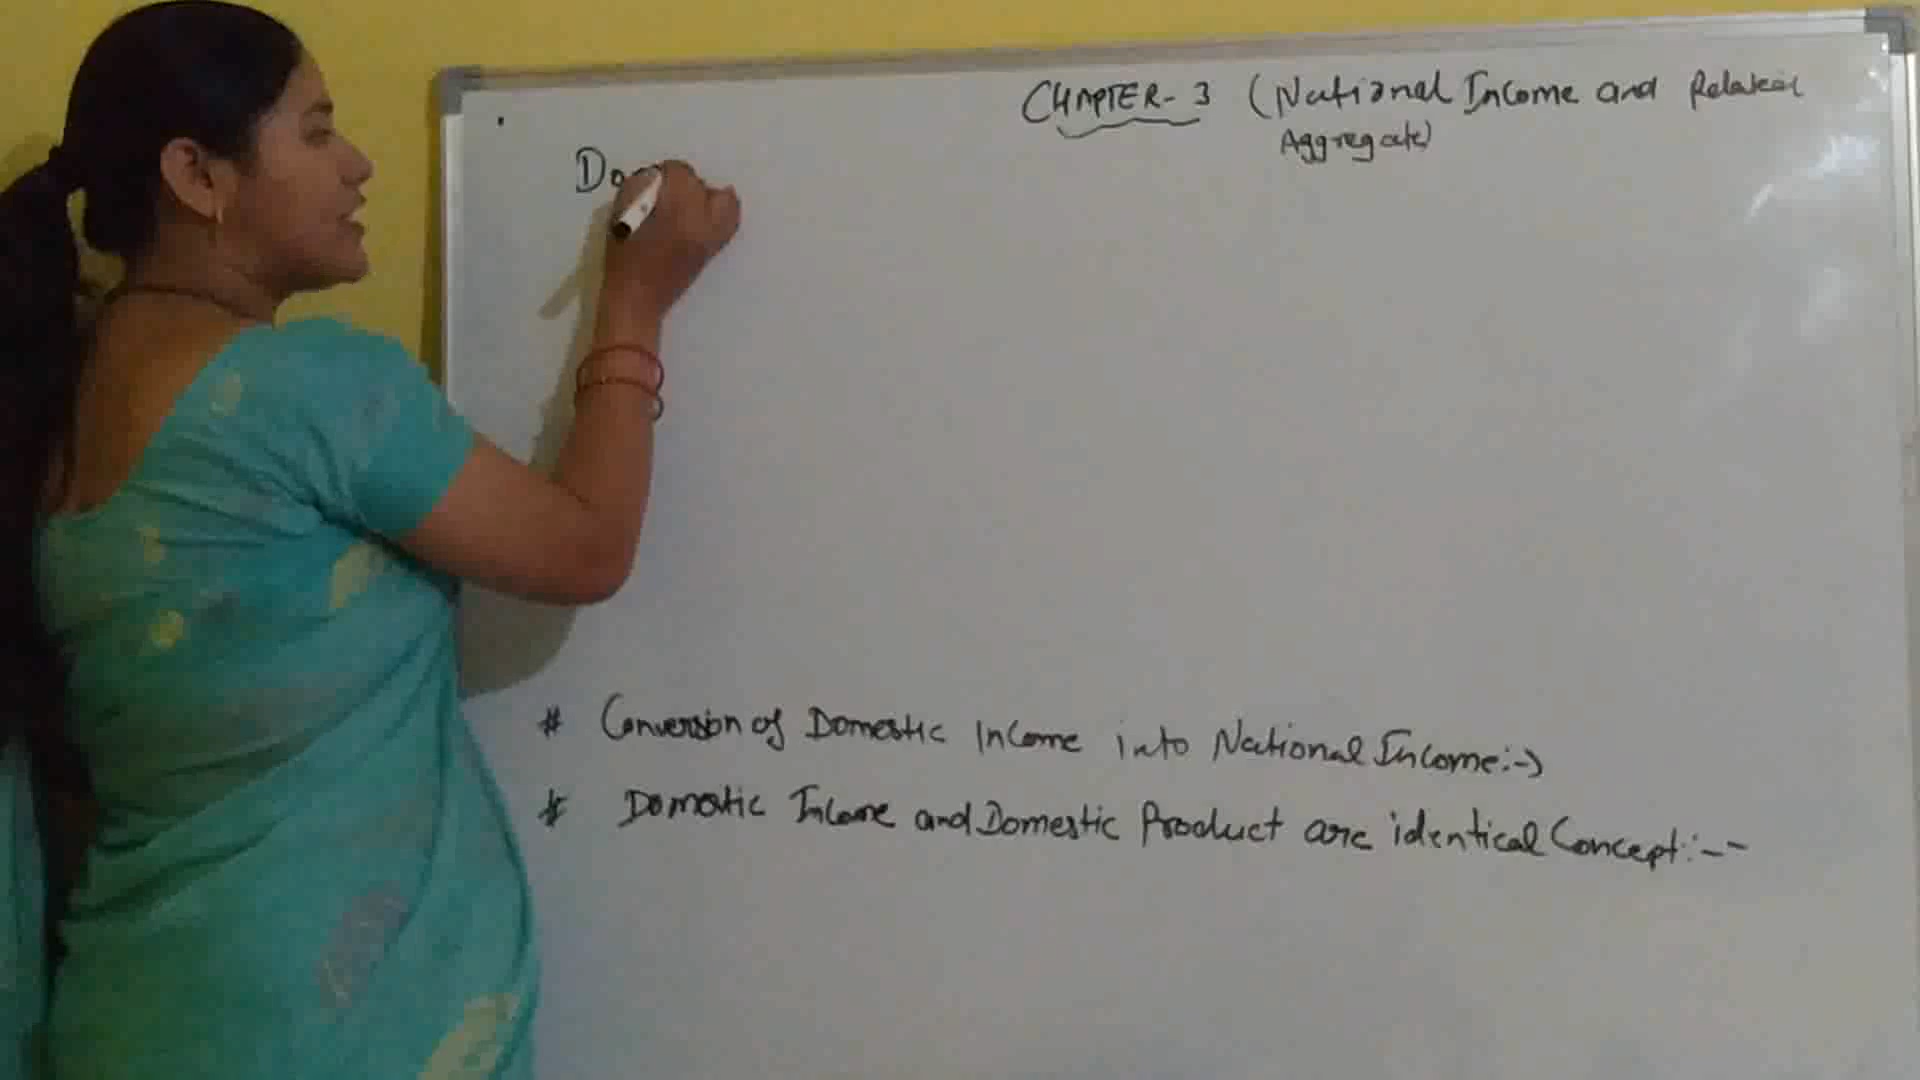 CHAPTER-3 (National Income and Related
Aggregate)
Do
# Conversion of Domestic Income into National Income:->
# Domestic Income and Domestic Product are identical Concept:--